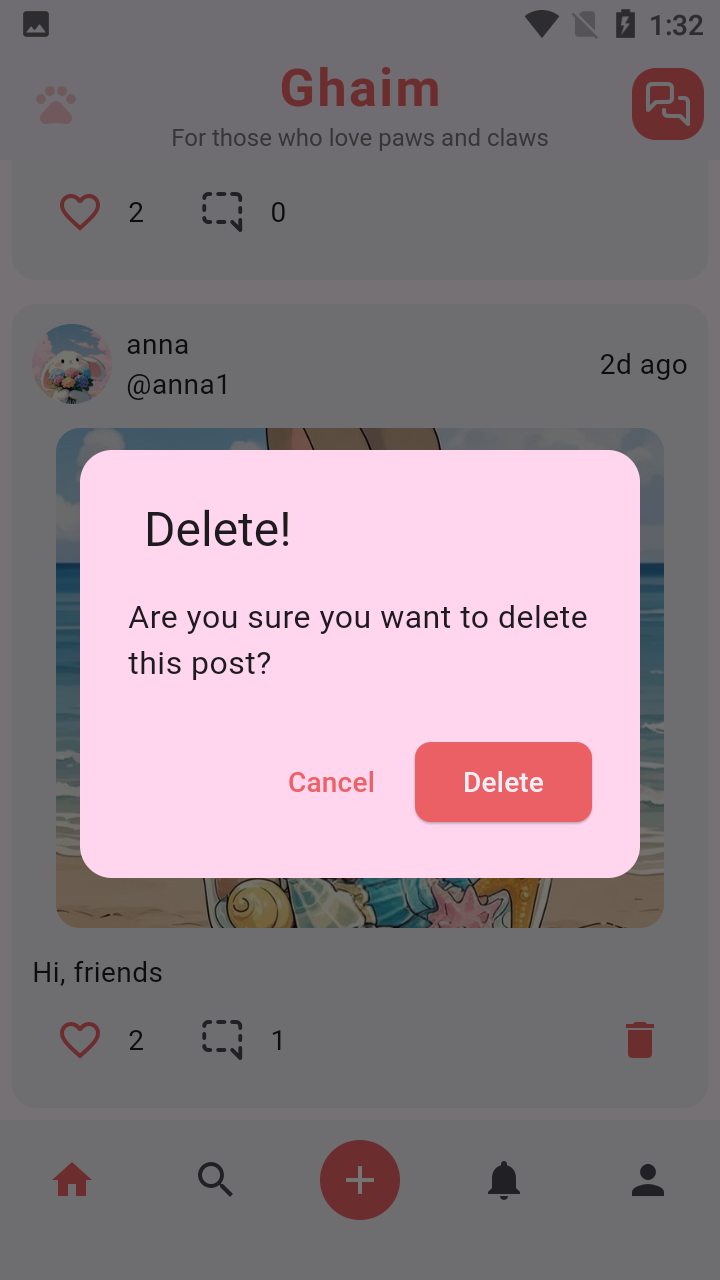 1:32
Ghaim
For those who love paws and claws
2 0
anna
@anna1
2d ago
Delete!
Are you sure you want to delete
this post?
Cancel Delete
Hi, friends
2 1